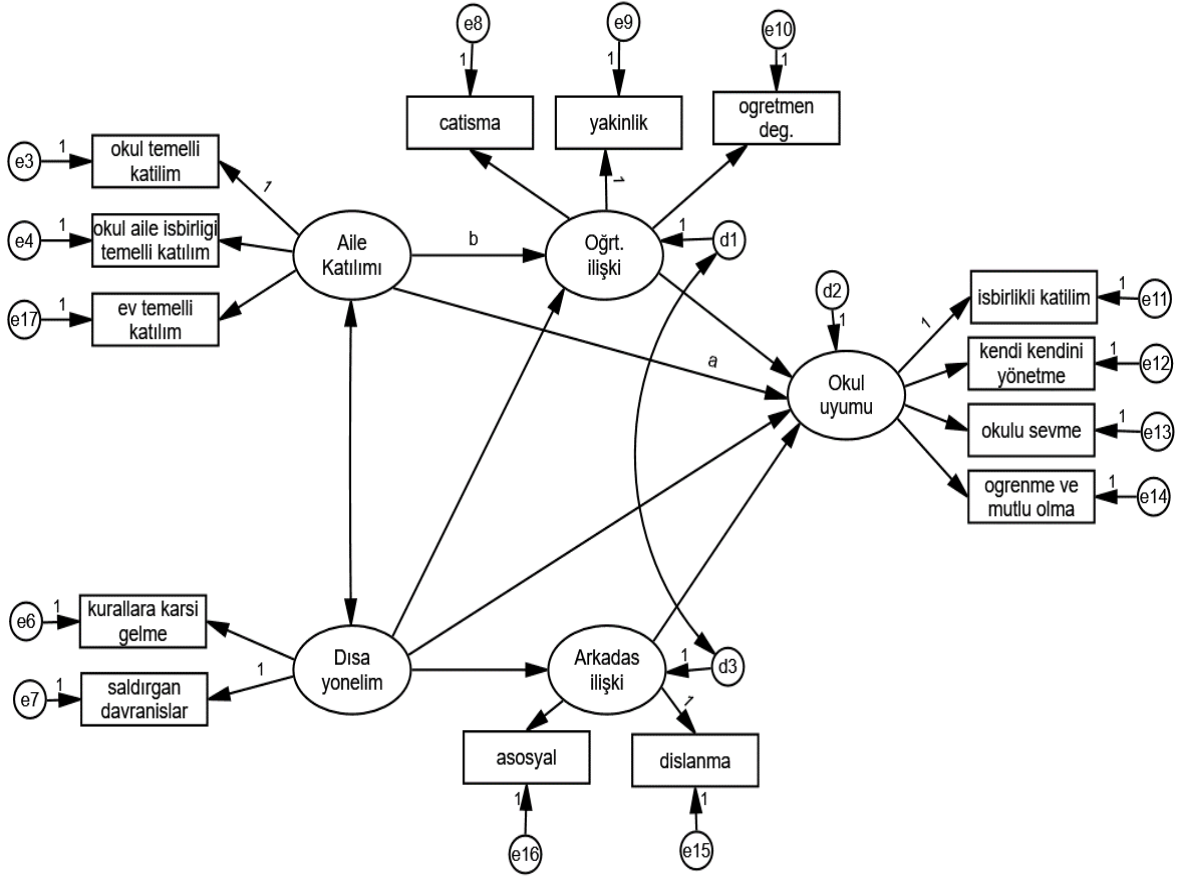 e8
e9
e10
1
1
1
catisma
yakinlik
ogretmen
deg.
e3
1
okul temelli
katilim
1
e4
1
okul aile isbirligi
temelli katılım
e17
1
ev temelli
katılım
Aile
Katılımı
b
1
Oğrt.
ilişki
1
d1
a
d2
1
Okul
uyumu
1
isbirlikli katilim
1
e11
kendi kendini
yönetme
1
e12
okulu sevme
1
e13
ogrenme ve
mutlu olma
1
e14
e6
1
kurallara karsi
gelme
e7
1
saldırgan
davranislar
1
Dısa
yonelim
Arkadas
ilişki
1
d3
1
asosyal
dislanma
1
1
e16
e15